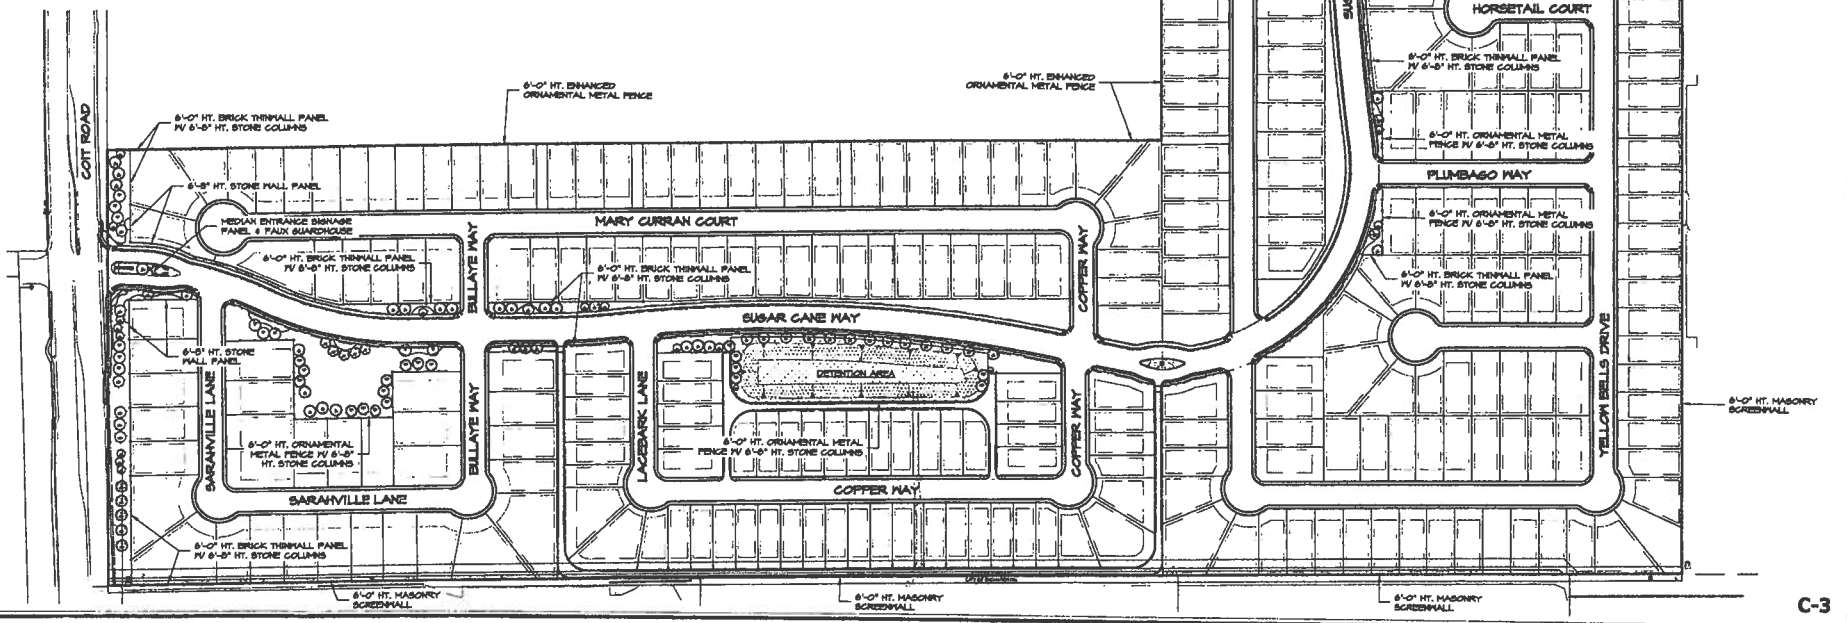 HORSETAIL COURT
6'-0" HT. BRICK THINWALL PANEL
W/ 6'-8" HT. STONE COLUMNS
6'-0" HT. ENHANCED
ORNAMENTAL METAL FENCE
6'-0" HT. ENHANCED
ORNAMENTAL METAL FENCE
COIT ROAD
6'-0" HT. BRICK THINWALL PANEL
W/ 6'-8" HT. STONE COLUMNS
6'-0" HT. ORNAMENTAL METAL
FENCE W/ 6'-8" HT. STONE COLUMNS
PLUMBAGO WAY
6'-8" HT. STONE WALL PANEL
MEDIAN ENTRANCE SIGNAGE
PANEL & FAUX GUARDHOUSE
MARY CURRAN COURT
6'-0" HT. ORNAMENTAL METAL
FENCE W/ 6'-8" HT. STONE COLUMNS
6'-0" HT. BRICK THINWALL PANEL
W/ 6'-8" HT. STONE COLUMNS
BULLAYE WAY
6'-0" HT. BRICK THINWALL PANEL
W/ 6'-8" HT. STONE COLUMNS
COPPER WAY
6'-0" HT. BRICK THINWALL PANEL
W/ 6'-8" HT. STONE COLUMNS
SUGAR CANE WAY
6'-8" HT. STONE
WALL PANEL
DETENTION AREA
SARAHVILLE LANE
BULLAYE WAY
LACEBARK LANE
COPPER WAY
YELLOW BELLS DRIVE
6'-0" HT. MASONRY
SCREENWALL
6'-0" HT. ORNAMENTAL
METAL FENCE W/ 6'-8"
HT. STONE COLUMNS
6'-0" HT. ORNAMENTAL METAL
FENCE W/ 6'-8" HT. STONE COLUMNS
SARAHVILLE LANE
COPPER WAY
6'-0" HT. BRICK THINWALL PANEL
W/ 6'-8" HT. STONE COLUMNS
6'-0" HT. MASONRY
SCREENWALL
6'-0" HT. MASONRY
SCREENWALL
6'-0" HT. MASONRY
SCREENWALL
C-3